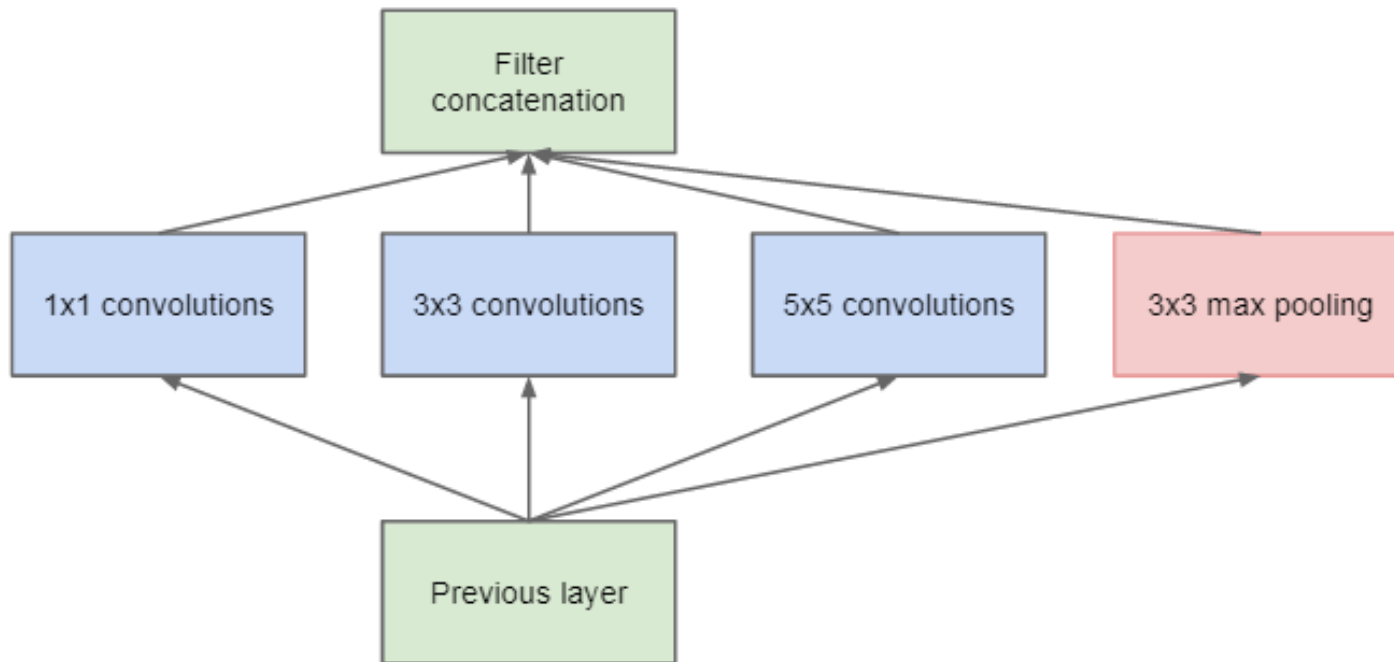 Filter
concatenation
1x1 convolutions
3x3 convolutions
5x5 convolutions
3x3 max pooling
Previous layer